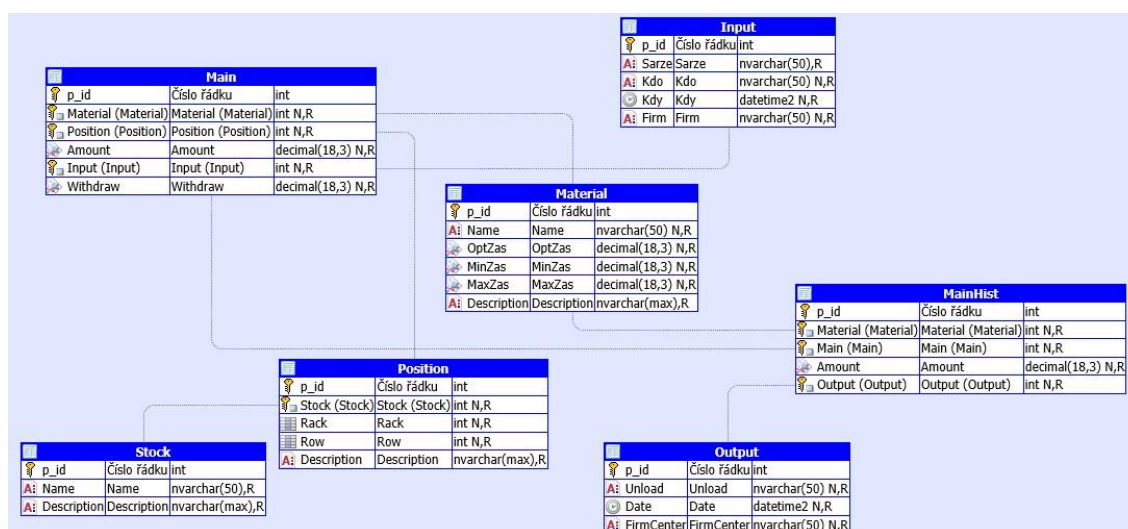 Input
p_id Číslo řádku int
Sarze Sarze nvarchar(50),R
Kdo Kdo nvarchar(50) N,R
Kdy Kdy datetime2 N,R
Firm Firm nvarchar(50) N,R
Main
p_id Číslo řádku int
Material (Material) Material (Material) int N,R
Position (Position) Position (Position) int N,R
Amount Amount decimal(18,3) N,R
Input (Input) Input (Input) int N,R
Withdraw Withdraw decimal(18,3) N,R
Material
p_id Číslo řádku int
Name Name nvarchar(50) N,R
OptZas OptZas decimal(18,3) N,R
MinZas MinZas decimal(18,3) N,R
MaxZas MaxZas decimal(18,3) N,R
Description Description nvarchar(max),R
MainHist
p_id Číslo řádku int
Material (Material) Material (Material) int N,R
Main (Main) Main (Main) int N,R
Amount Amount decimal(18,3) N,R
Output (Output) Output (Output) int N,R
Position
p_id Číslo řádku int
Stock (Stock) Stock (Stock) int N,R
Rack Rack int N,R
Row Row int N,R
Description Description nvarchar(max),R
Stock
p_id Číslo řádku int
Name Name nvarchar(50),R
Description Description nvarchar(max),R
Output
p_id Číslo řádku int
Unload Unload nvarchar(50) N,R
Date Date datetime2 N,R
FirmCenter FirmCenter nvarchar(50) N,R